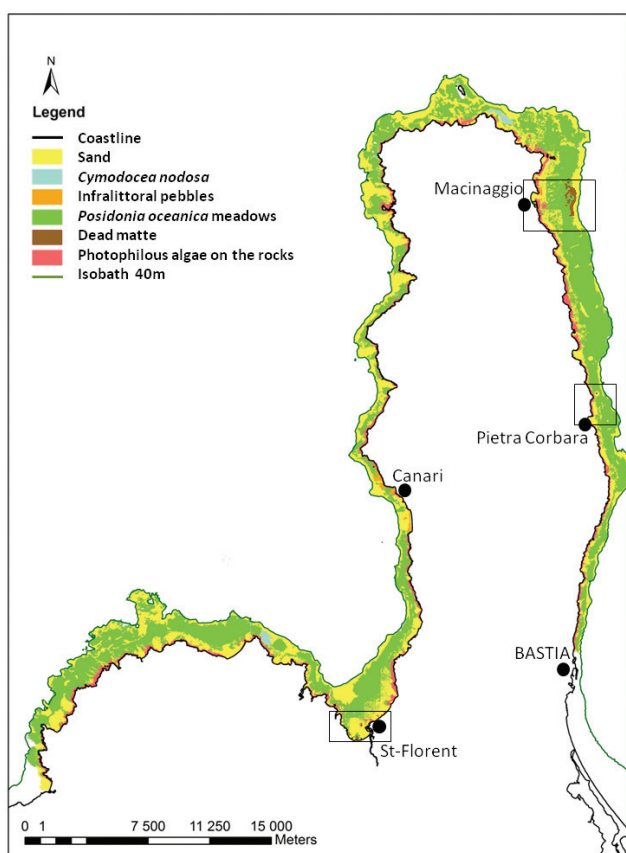 N
Legend
Coastline
Sand
Cymodocea nodosa
Infralittoral pebbles
Posidonia oceanica meadows
Dead matte
Photophilous algae on the rocks
Isobath 40m
Macinaggio
Pietra Corbara
Canari
BASTIA
St-Florent
0 1 7 500 11 250 15 000
Meters